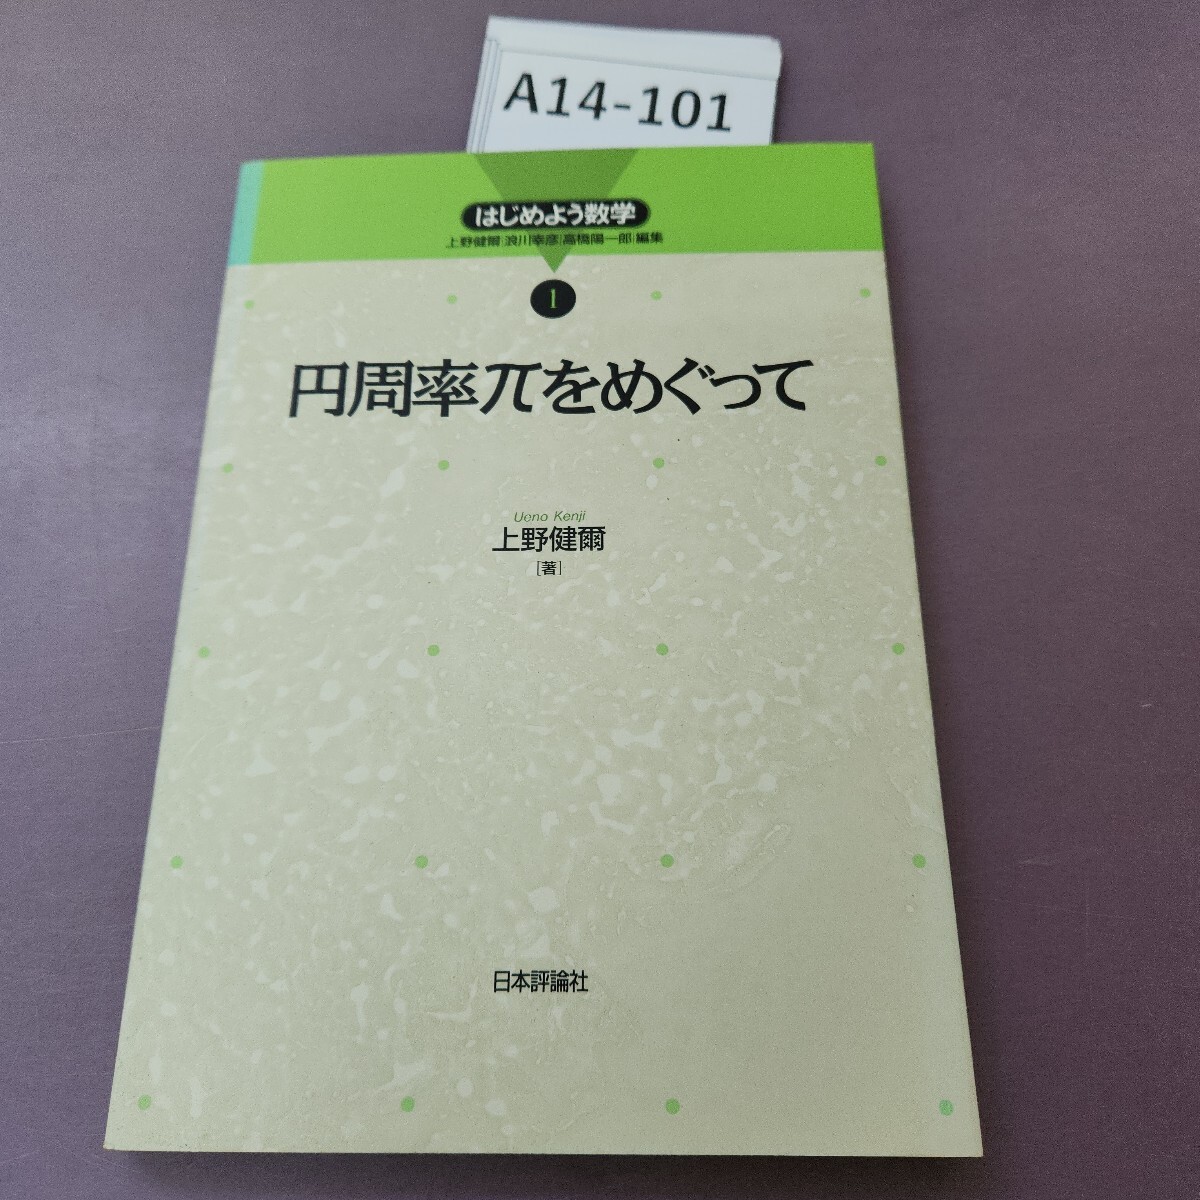 A14-101
はじめよう数学
上野健爾|浪川幸彦|高橋陽一郎|編集
1
円周率πをめぐって
Ueno Kenji
上野健爾
[著]
日本評論社